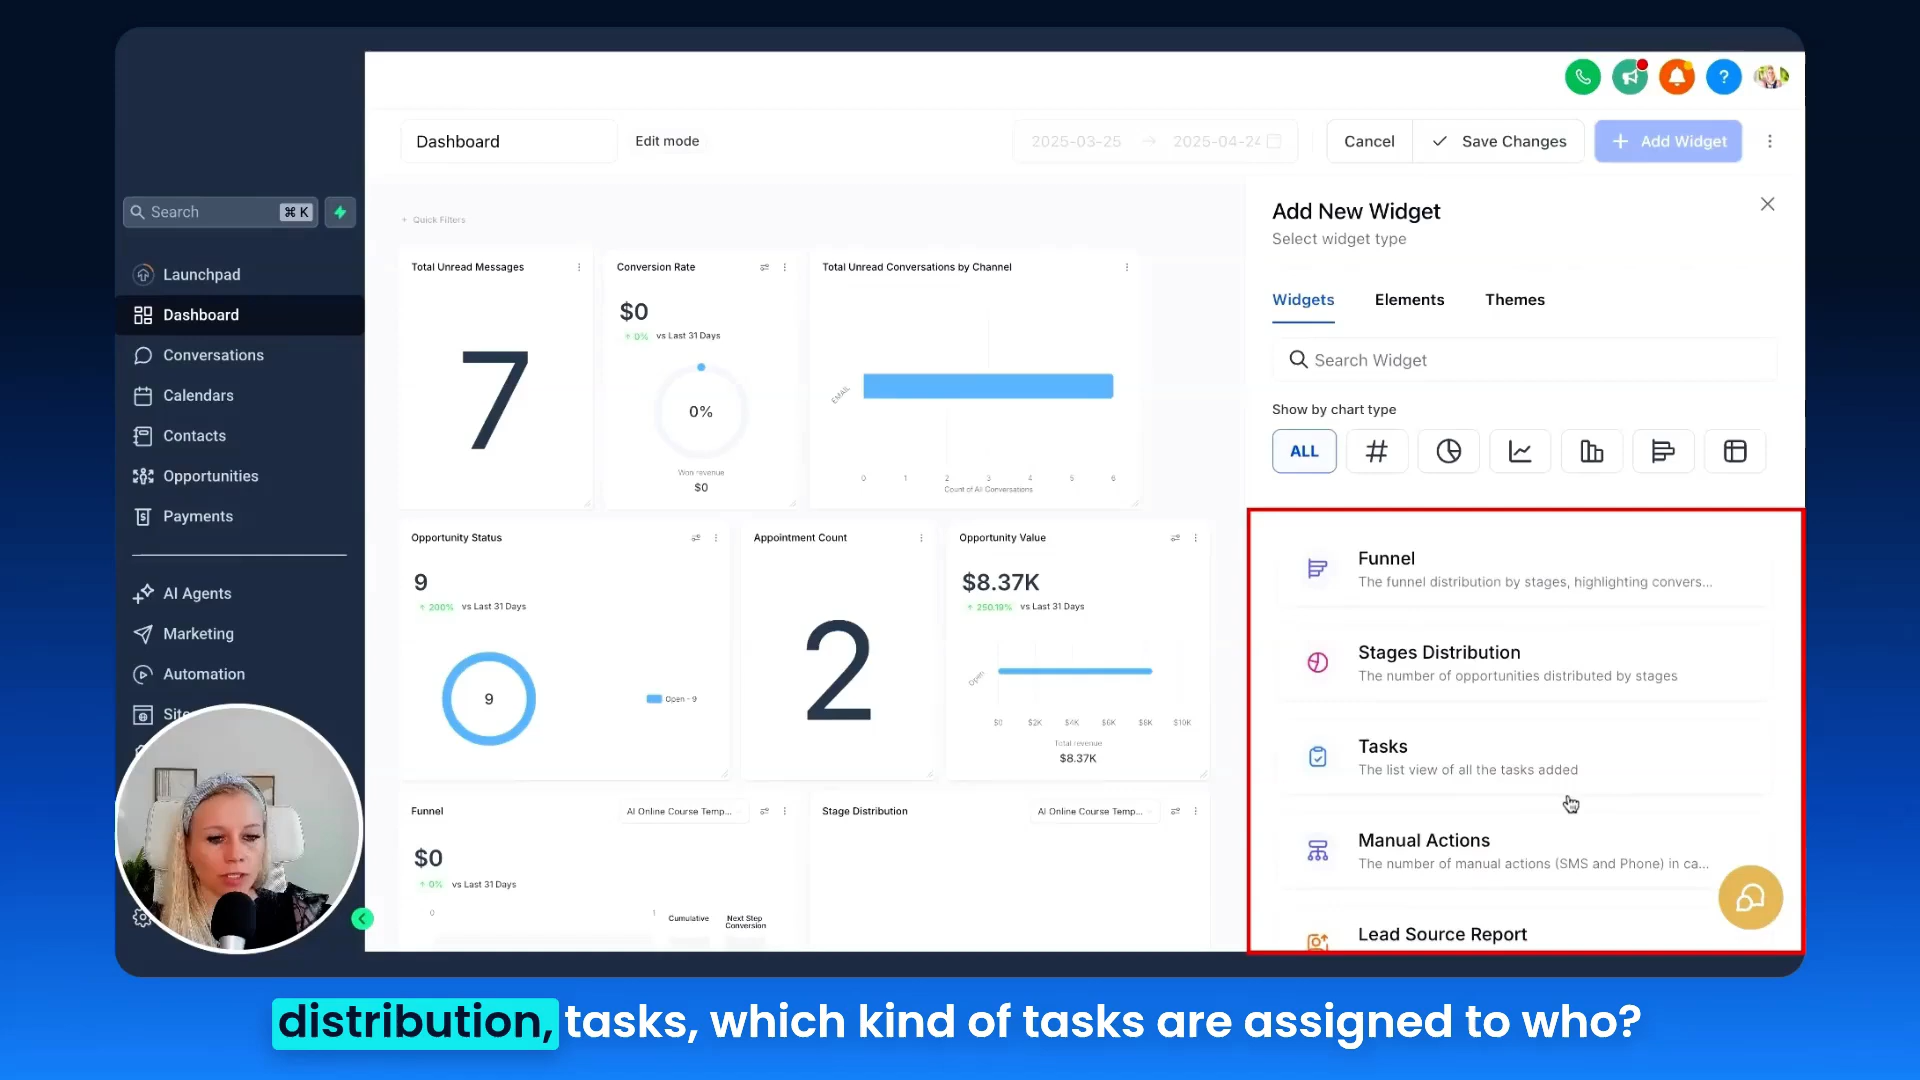 Dashboard
Edit mode
2025-03-25
2025-04-24
Cancel
Save Changes
Add Widget
Search
⌘ K
Launchpad
Dashboard
Conversations
Calendars
Contacts
Opportunities
Payments
AI Agents
Marketing
Automation
+ Quick Filters
Total Unread Messages
7
Conversion Rate
$0
↑ 0% vs Last 31 Days
0%
Won revenue
$0
Total Unread Conversations by Channel
EMAIL
0 1 2 3 4 5 6
Count of All Conversations
Opportunity Status
9
↑ 200% vs Last 31 Days
9
Open - 9
Appointment Count
2
Opportunity Value
$8.37K
↑ 250.19% vs Last 31 Days
Open
$0 $2K $4K $6K $8K $10K
Total revenue
$8.37K
Funnel
AI Online Course Temp...
$0
↑ 0% vs Last 31 Days
0 1
Cumulative
Next Step
Conversion
Stage Distribution
AI Online Course Temp...
Add New Widget
Select widget type
Widgets
Elements
Themes
Search Widget
Show by chart type
ALL
Funnel
The funnel distribution by stages, highlighting convers...
Stages Distribution
The number of opportunities distributed by stages
Tasks
The list view of all the tasks added
Manual Actions
The number of manual actions (SMS and Phone) in ca...
Lead Source Report
distribution, tasks, which kind of tasks are assigned to who?